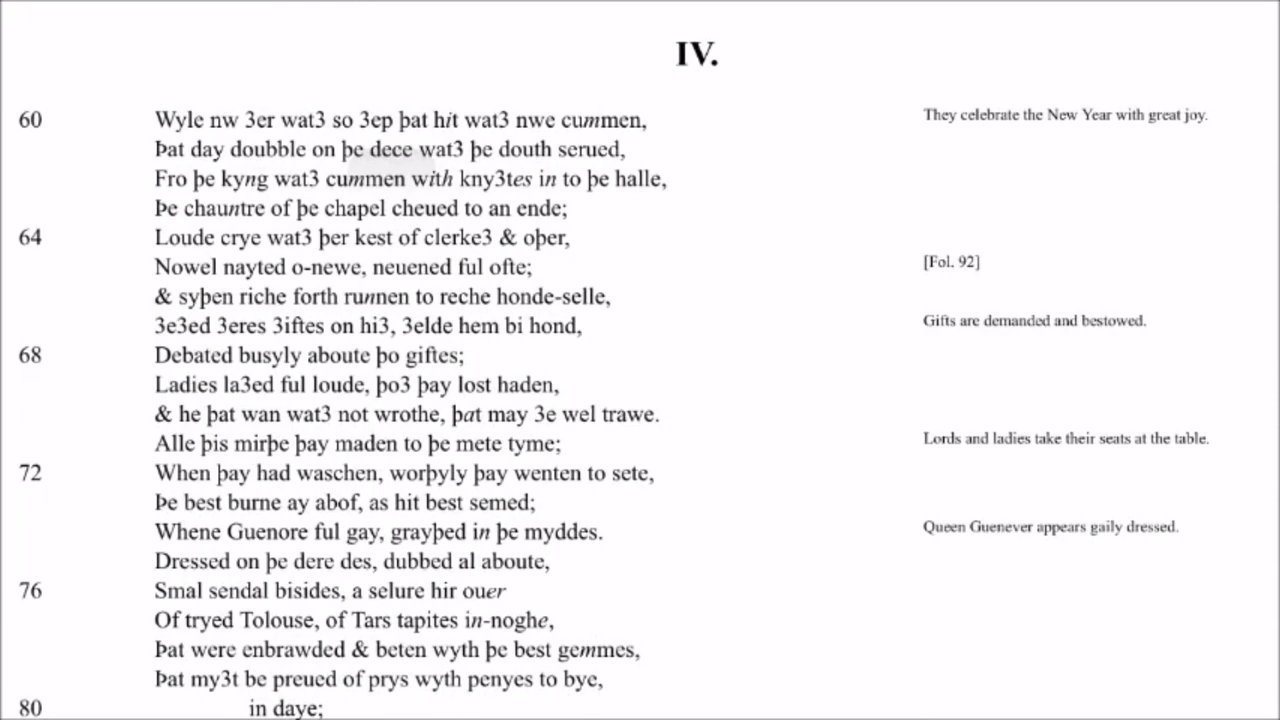 IV.
60 Wyle nw 3er wat3 so 3ep þat hit wat3 nwe cummen, They celebrate the New Year with great joy.
Þat day doubble on þe dece wat3 þe douth serued,
Fro þe kyng wat3 cummen with kny3tes in to þe halle,
Þe chauntre of þe chapel cheued to an ende;
64 Loude crye wat3 þer kest of clerke3 & oþer,
Nowel nayted o-newe, neuened ful ofte; [Fol. 92]
& syþen riche forth runnen to reche honde-selle,
3e3ed 3eres 3iftes on hi3, 3elde hem bi hond, Gifts are demanded and bestowed.
68 Debated busyly aboute þo giftes;
Ladies la3ed ful loude, þo3 þay lost haden,
& he þat wan wat3 not wrothe, þat may 3e wel trawe.
Alle þis mirþe þay maden to þe mete tyme; Lords and ladies take their seats at the table.
72 When þay had waschen, worþyly þay wenten to sete,
Þe best burne ay abof, as hit best semed;
Whene Guenore ful gay, grayþed in þe myddes. Queen Guenever appears gaily dressed.
Dressed on þe dere des, dubbed al aboute,
76 Smal sendal bisides, a selure hir ouer
Of tryed Tolouse, of Tars tapites in-noghe,
Þat were enbrawded & beten wyth þe best gemmes,
Þat my3t be preued of prys wyth penyes to bye,
80 in daye;